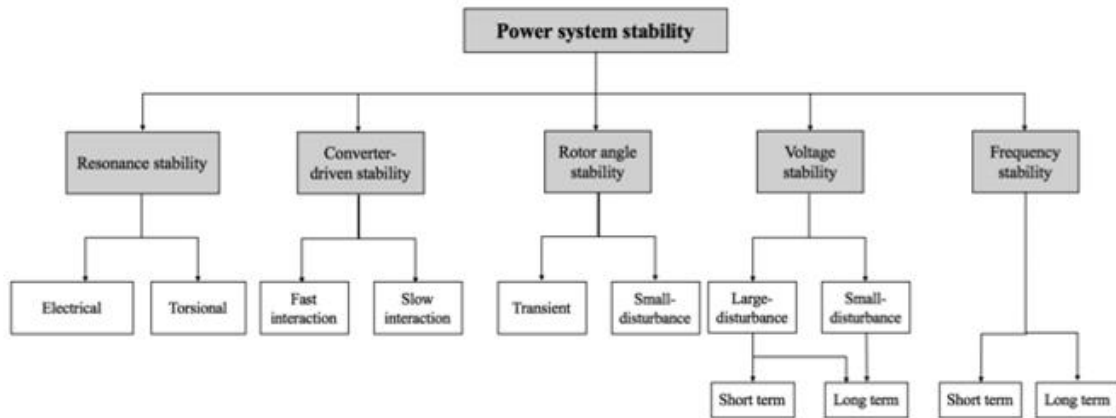 Power system stability
Resonance stability
Converter-
driven stability
Rotor angle
stability
Voltage
stability
Frequency
stability
Electrical
Torsional
Fast
interaction
Slow
interaction
Transient
Small-
disturbance
Large-
disturbance
Small-
disturbance
Short term
Long term
Short term
Long term